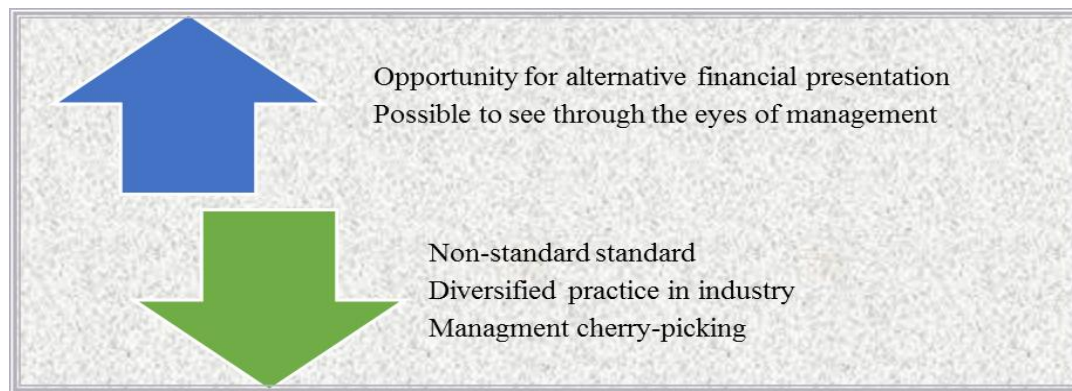 Opportunity for alternative financial presentation
Possible to see through the eyes of management
Non-standard standard
Diversified practice in industry
Managment cherry-picking